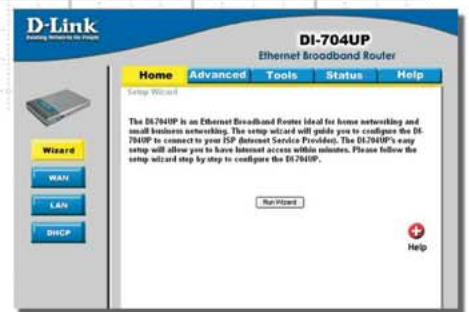 D-Link
Building Networks for People
DI-704UP
Ethernet Broadband Router
Home Advanced Tools Status Help
Setup Wizard
The DI-704UP is an Ethernet Broadband Router ideal for home networking and
small business networking. The setup wizard will guide you to configure the DI-
704UP to connect to your ISP (Internet Service Provider). The DI-704UP's easy
setup will allow you to have Internet access within minutes. Please follow the
setup wizard step by step to configure the DI-704UP.
Wizard
WAN
LAN
DHCP
Run Wizard
Help